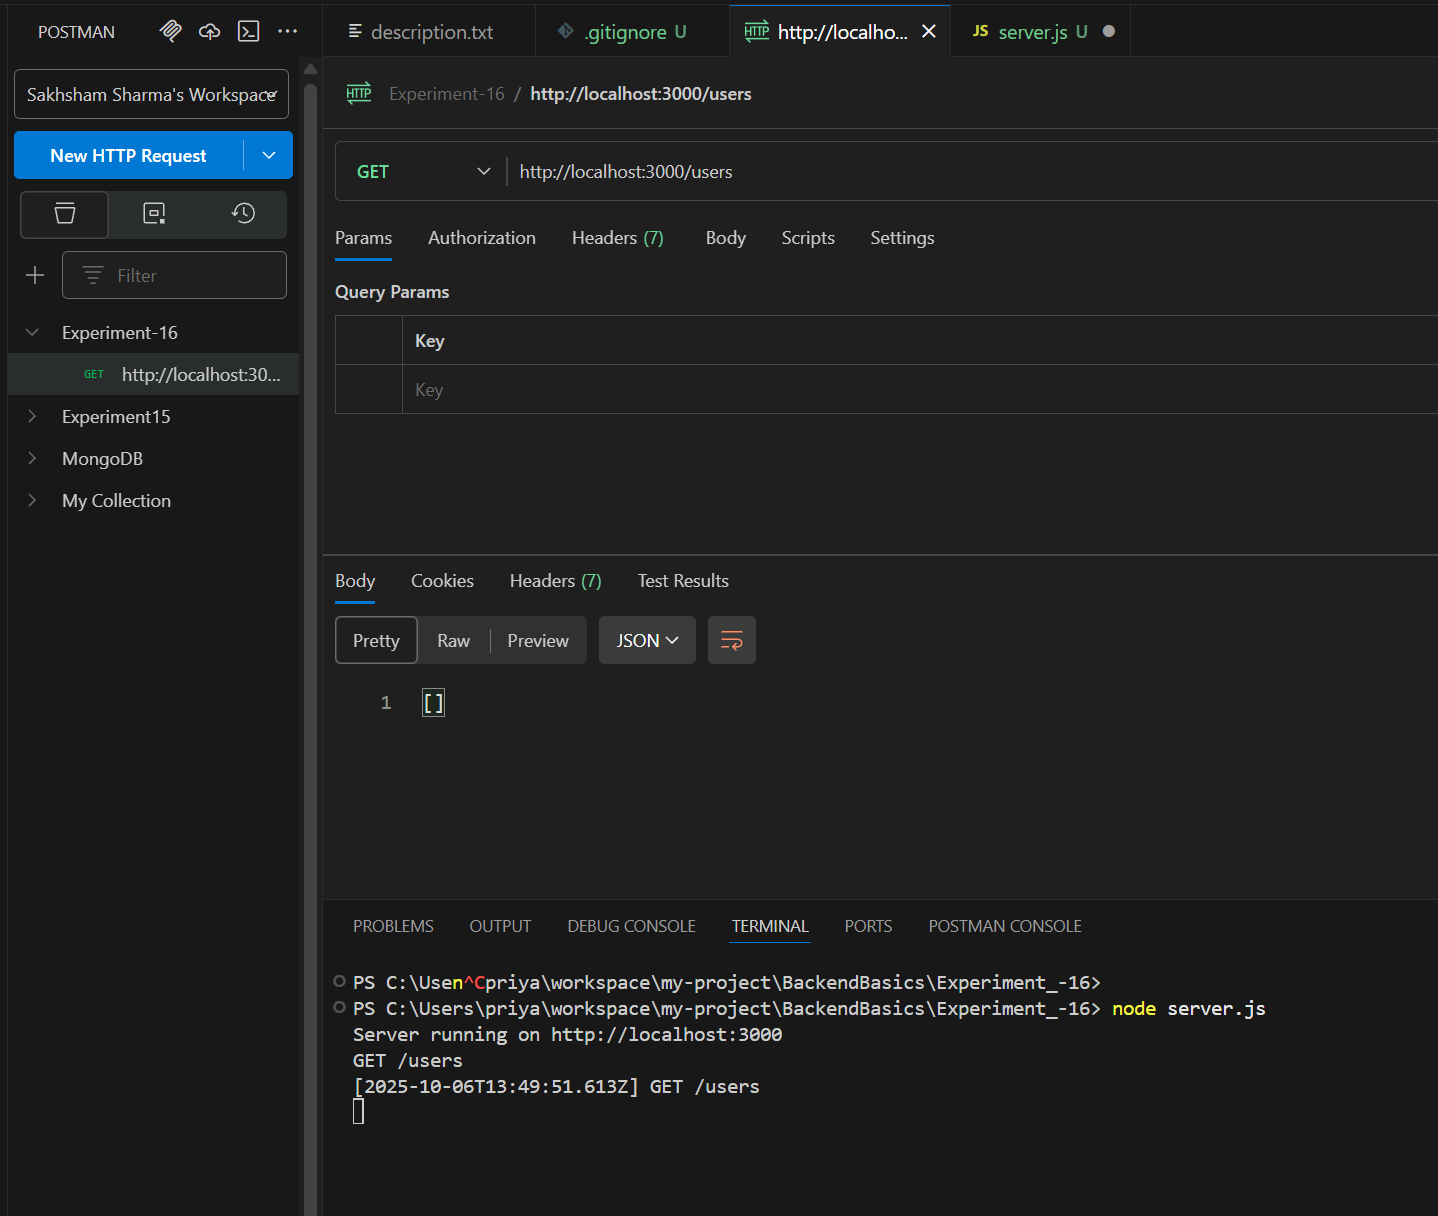 POSTMAN
Sakhsham Sharma's Workspace
New HTTP Request
Filter
Experiment-16
GET http://localhost:30...
Experiment15
MongoDB
My Collection
description.txt
.gitignore U
HTTP http://localho...
JS server.js U
HTTP Experiment-16 / http://localhost:3000/users
GET http://localhost:3000/users
Params Authorization Headers (7) Body Scripts Settings
Query Params
Key
Key
Body Cookies Headers (7) Test Results
Pretty Raw Preview JSON
1 []
PROBLEMS OUTPUT DEBUG CONSOLE TERMINAL PORTS POSTMAN CONSOLE
PS C:\Usen^Cpriya\workspace\my-project\BackendBasics\Experiment_-16>
PS C:\Users\priya\workspace\my-project\BackendBasics\Experiment_-16> node server.js
Server running on http://localhost:3000
GET /users
[2025-10-06T13:49:51.613Z] GET /users